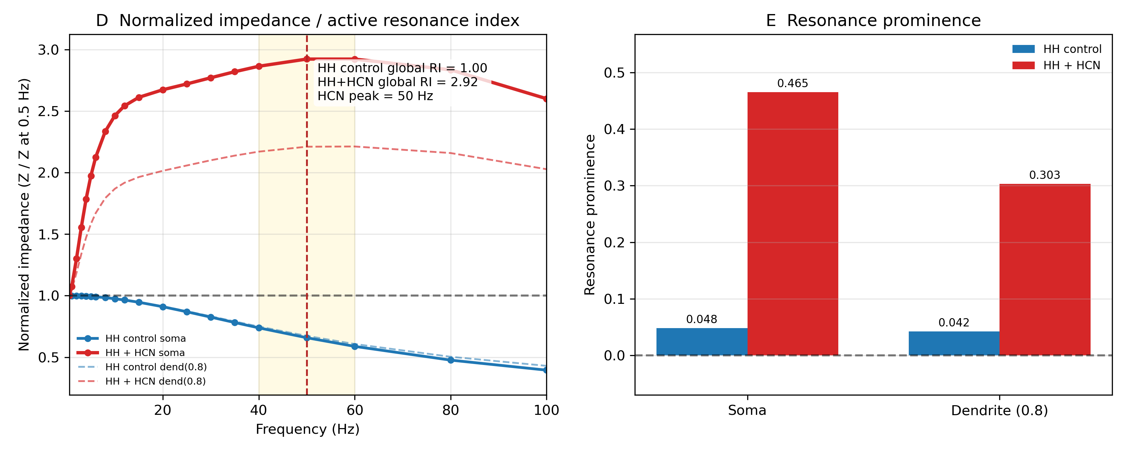 D Normalized impedance / active resonance index
Normalized impedance (Z / Z at 0.5 Hz)
3.0
2.5
2.0
1.5
1.0
0.5
HH control global RI = 1.00
HH+HCN global RI = 2.92
HCN peak = 50 Hz
HH control soma
HH + HCN soma
HH control dend(0.8)
HH + HCN dend(0.8)
20 40 60 80 100
Frequency (Hz)
E Resonance prominence
Resonance prominence
0.5
0.4
0.3
0.2
0.1
0.0
HH control
HH + HCN
0.465
0.303
0.048
0.042
Soma Dendrite (0.8)